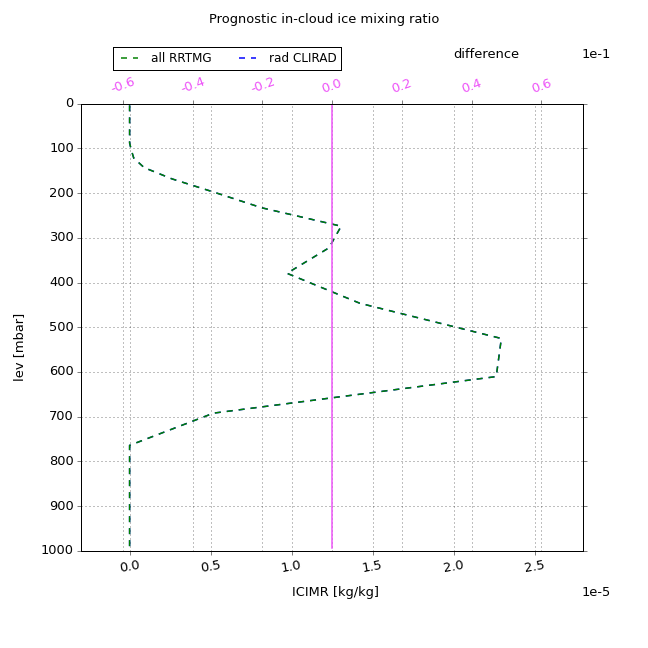 Prognostic in-cloud ice mixing ratio
all RRTMG rad CLIRAD difference 1e-1
-0.6 -0.4 -0.2 0.0 0.2 0.4 0.6
0
100
200
300
400
500
600
700
800
900
1000
lev [mbar]
0.0 0.5 1.0 1.5 2.0 2.5
ICIMR [kg/kg] 1e-5